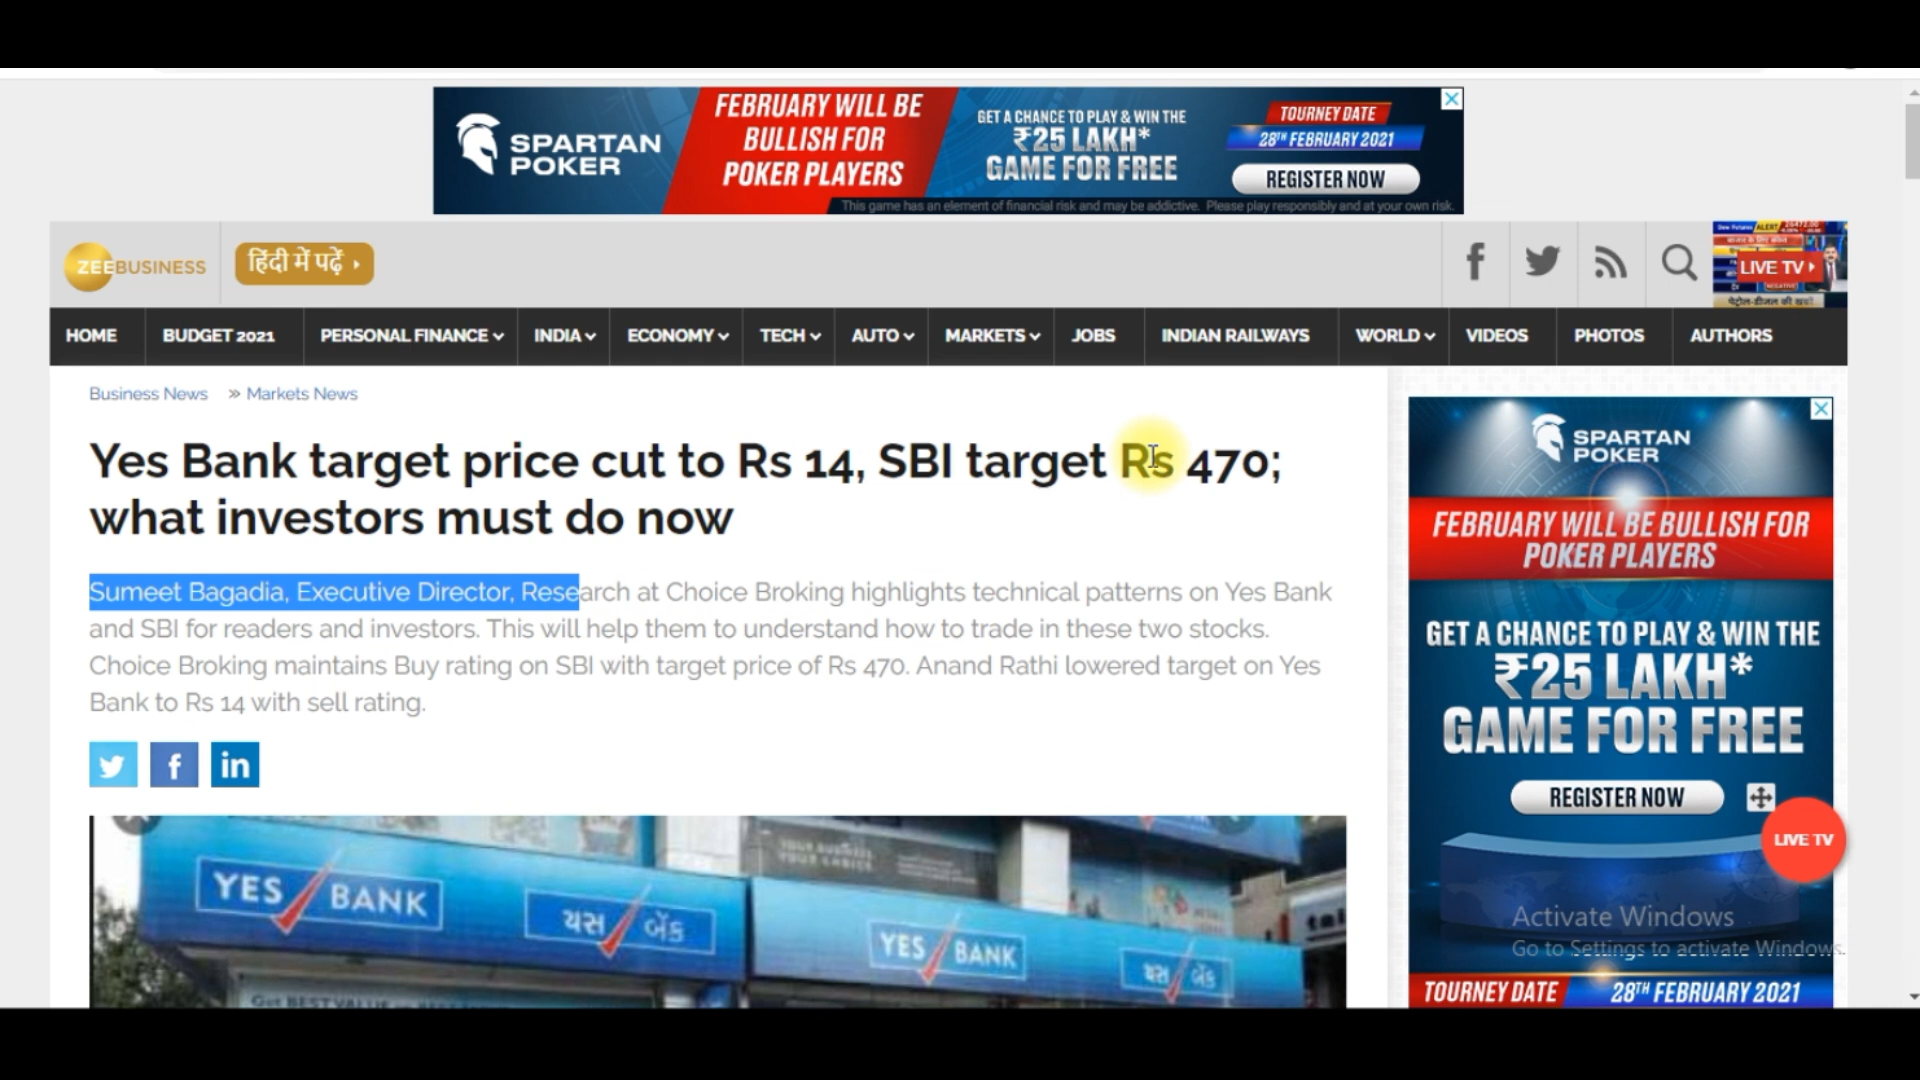 SPARTAN
POKER
FEBRUARY WILL BE
BULLISH FOR
POKER PLAYERS
GET A CHANCE TO PLAY & WIN THE
₹25 LAKH*
GAME FOR FREE
TOURNEY DATE
28TH FEBRUARY 2021
REGISTER NOW
This game has an element of financial risk and may be addictive. Please play responsibly and at your own risk.
ZEEBUSINESS
हिंदी में पढ़ें
LIVE TV
HOME BUDGET 2021 PERSONAL FINANCE INDIA ECONOMY TECH AUTO MARKETS JOBS INDIAN RAILWAYS WORLD VIDEOS PHOTOS AUTHORS
Business News » Markets News
Yes Bank target price cut to Rs 14, SBI target Rs 470;
what investors must do now
Sumeet Bagadia, Executive Director, Research at Choice Broking highlights technical patterns on Yes Bank
and SBI for readers and investors. This will help them to understand how to trade in these two stocks.
Choice Broking maintains Buy rating on SBI with target price of Rs 470. Anand Rathi lowered target on Yes
Bank to Rs 14 with sell rating.
YES BANK
યસ બેંક
YES BANK
યસ બેંક
SPARTAN
POKER
FEBRUARY WILL BE BULLISH FOR
POKER PLAYERS
GET A CHANCE TO PLAY & WIN THE
₹25 LAKH*
GAME FOR FREE
REGISTER NOW
LIVE TV
Activate Windows
Go to Settings to activate Windows.
TOURNEY DATE 28TH FEBRUARY 2021